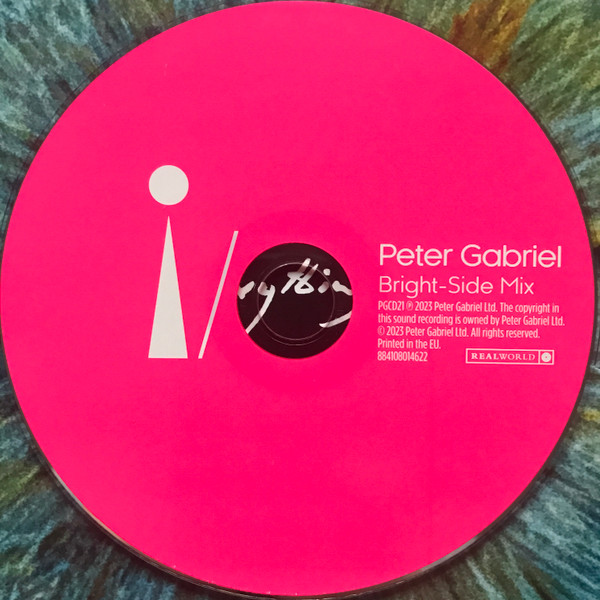 i/
Peter Gabriel
Bright-Side Mix
PGCD21 ℗ 2023 Peter Gabriel Ltd. The copyright in
this sound recording is owned by Peter Gabriel Ltd.
© 2023 Peter Gabriel Ltd. All rights reserved.
Printed in the EU.
884108014622
REALWORLD